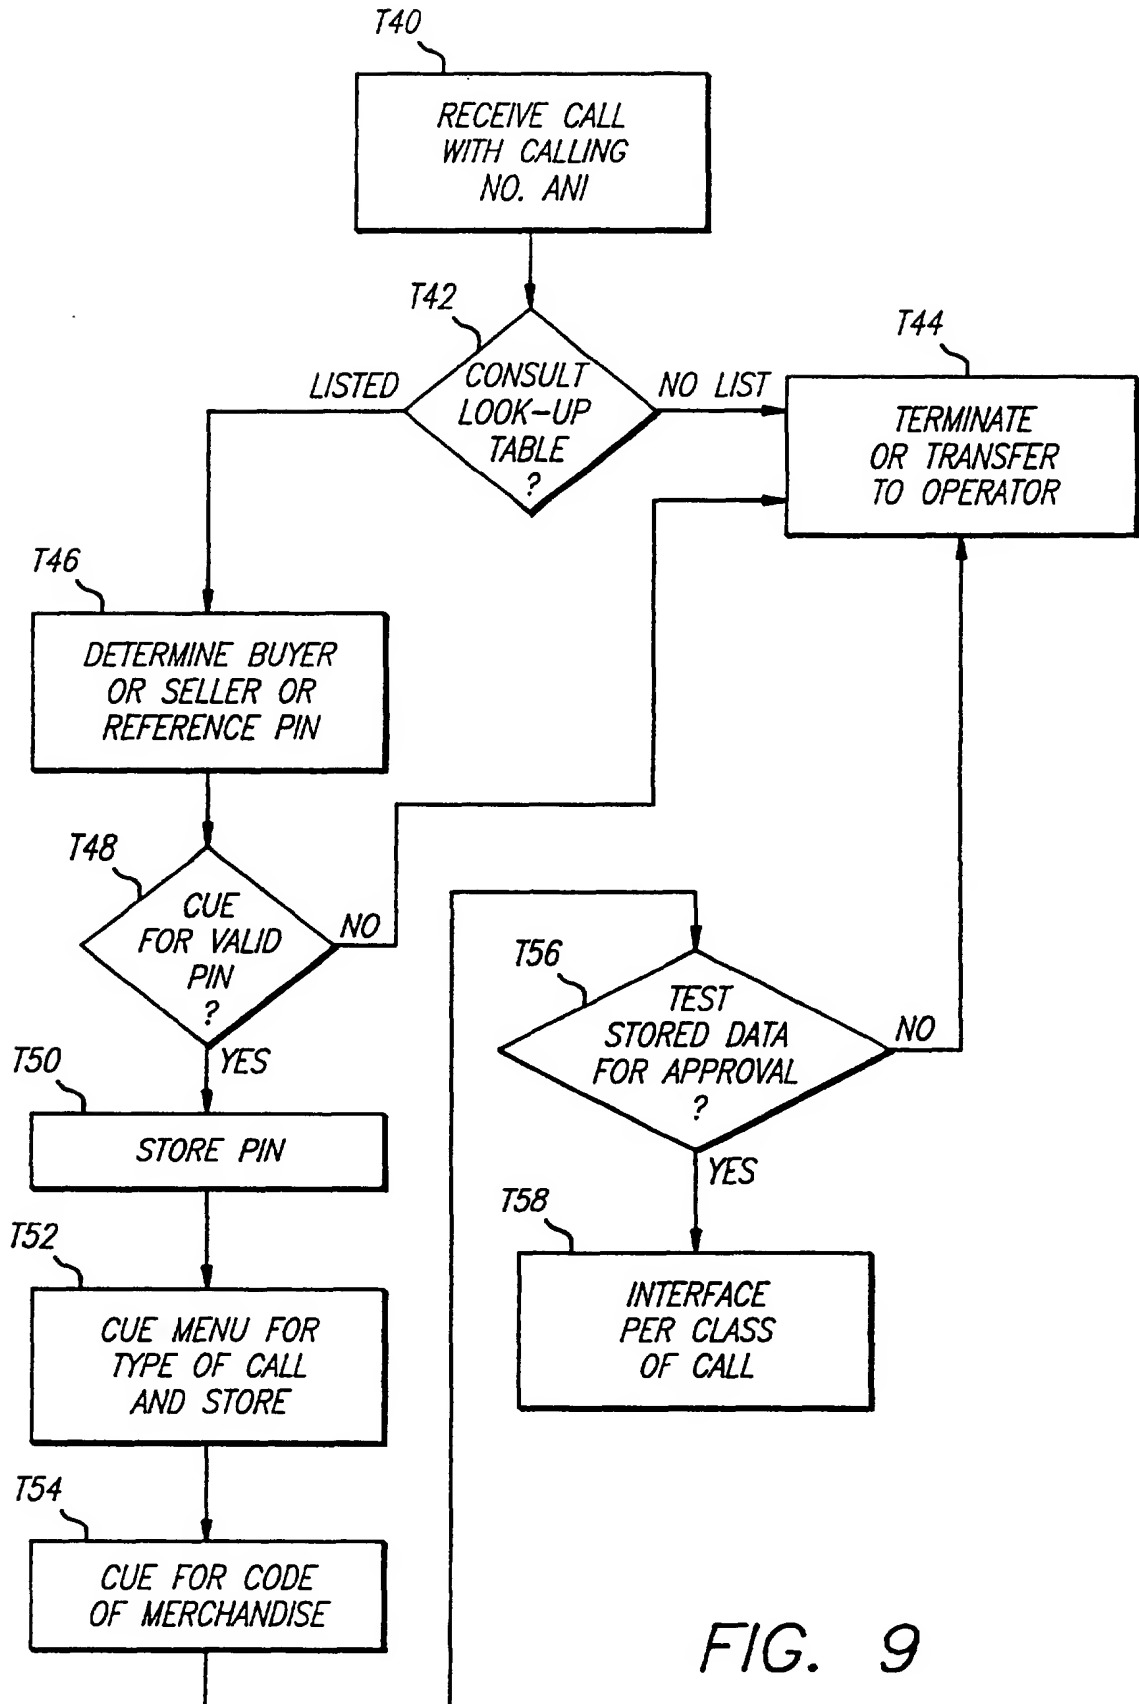 T40
RECEIVE CALL
WITH CALLING
NO. ANI
T42
CONSULT
LOOK-UP
TABLE
?
LISTED
NO LIST
T44
TERMINATE
OR TRANSFER
TO OPERATOR
T46
DETERMINE BUYER
OR SELLER OR
REFERENCE PIN
T48
CUE
FOR VALID
PIN
?
NO
YES
T50
STORE PIN
T52
CUE MENU FOR
TYPE OF CALL
AND STORE
T54
CUE FOR CODE
OF MERCHANDISE
T56
TEST
STORED DATA
FOR APPROVAL
?
NO
YES
T58
INTERFACE
PER CLASS
OF CALL
FIG. 9